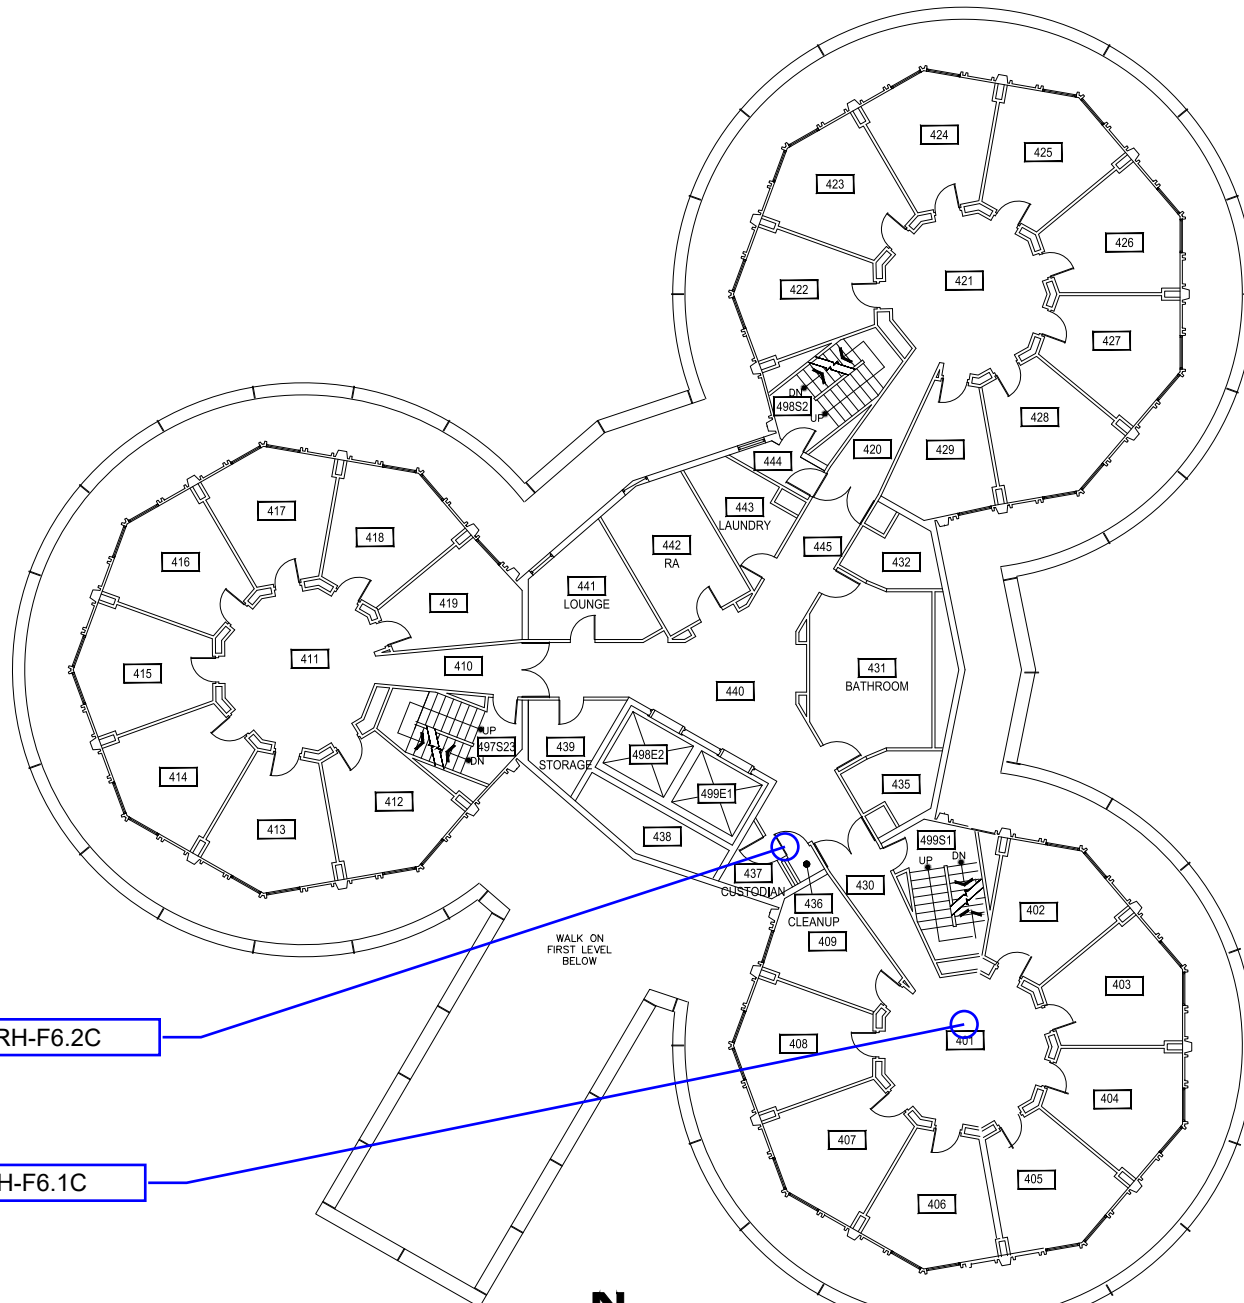 424
425
423
426
422
421
427
DN
498S2
UP
428
420
429
444
443
LAUNDRY
445
442
RA
432
441
LOUNGE
417
418
416
419
415
411
410
431
BATHROOM
440
UP
497S23
DN
439
STORAGE
498E2
499E1
435
414
412
413
438
499S1
UP
DN
437
CUSTODIAN
430
436
CLEANUP
402
409
WALK ON
FIRST LEVEL
BELOW
403
RH-F6.2C
408
401
404
H-F6.1C
407
405
406
N